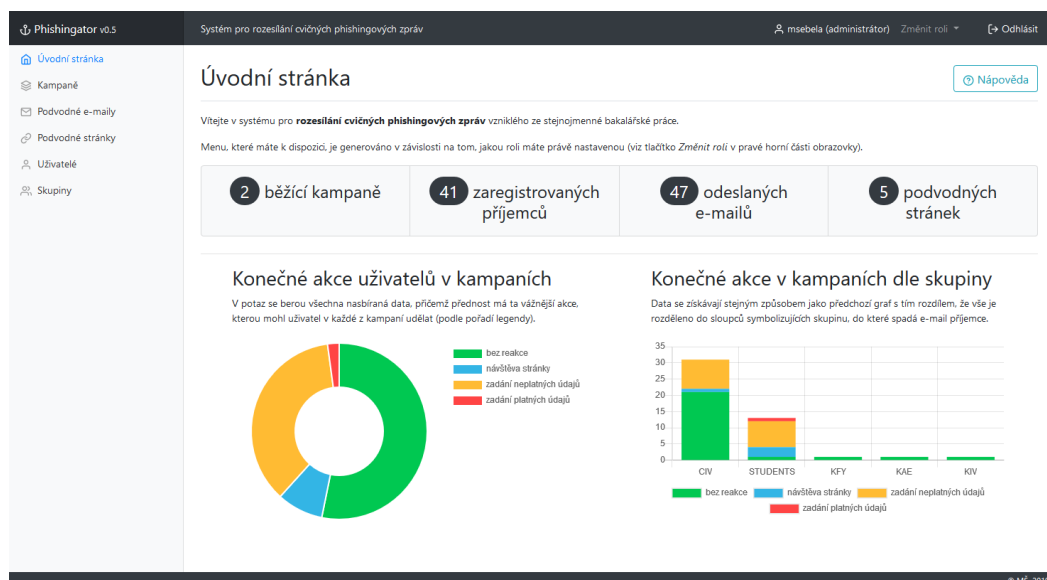 Phishingator v0.5
Systém pro rozesílání cvičných phishingových zpráv
msebela (administrátor) Změnit roli
Odhlásit
Úvodní stránka
Kampaně
Podvodné e-maily
Podvodné stránky
Uživatelé
Skupiny
Úvodní stránka
Nápověda
Vítejte v systému pro rozesílání cvičných phishingových zpráv vzniklého ze stejnojmenné bakalářské práce.
Menu, které máte k dispozici, je generováno v závislosti na tom, jakou roli máte právě nastavenou (viz tlačítko Změnit roli v pravé horní části obrazovky).
2 běžící kampaně
41 zaregistrovaných
příjemců
47 odeslaných
e-mailů
5 podvodných
stránek
Konečné akce uživatelů v kampaních
V potaz se berou všechna nasbíraná data, přičemž přednost má ta vážnější akce,
kterou mohl uživatel v každé z kampaní udělat (podle pořadí legendy).
bez reakce
návštěva stránky
zadání neplatných údajů
zadání platných údajů
Konečné akce v kampaních dle skupiny
Data se získávají stejným způsobem jako předchozí graf s tím rozdílem, že vše je
rozděleno do sloupců symbolizujících skupinu, do které spadá e-mail příjemce.
35
30
25
20
15
10
5
0
CIV STUDENTS KFY KAE KIV
bez reakce návštěva stránky zadání neplatných údajů
zadání platných údajů